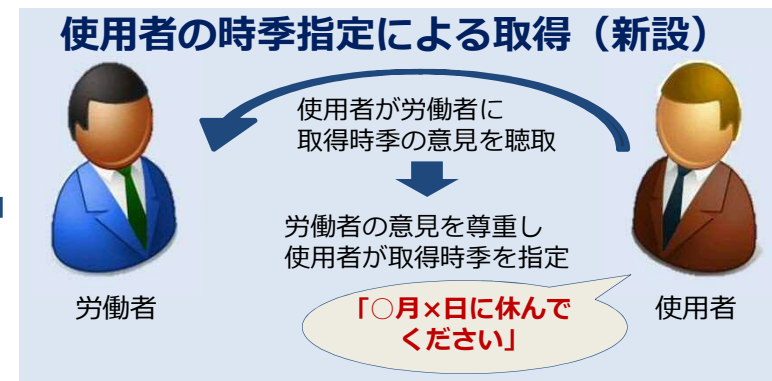 使用者の時季指定による取得（新設）
使用者が労働者に
取得時季の意見を聴取
労働者の意見を尊重し
使用者が取得時季を指定
労働者
「○月×日に休んで
ください」
使用者